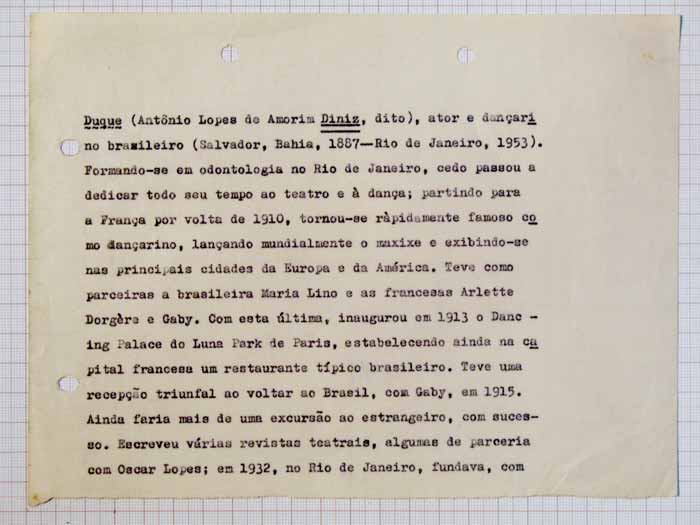 Duque (Antônio Lopes de Amorim Diniz, dito), ator e dançari
no brasileiro (Salvador, Bahia, 1887—Rio de Janeiro, 1953).
Formando-se em odontologia no Rio de Janeiro, cedo passou a
dedicar todo seu tempo ao teatro e à dança; partindo para
a França por volta de 1910, tornou-se ràpidamente famoso co
mo dançarino, lançando mundialmente o maxixe e exibindo-se
nas principais cidades da Europa e da América. Teve como
parceiras a brasileira Maria Lino e as francesas Arlette
Dorgère e Gaby. Com esta última, inaugurou em 1913 o Danc -
ing Palace do Luna Park de Paris, estabelecendo ainda na ca
pital francesa um restaurante típico brasileiro. Teve uma
recepção triunfal ao voltar ao Brasil, com Gaby, em 1915.
Ainda faria mais de uma excursão ao estrangeiro, com suces-
so. Escreveu várias revistas teatrais, algumas de parceria
com Oscar Lopes; em 1932, no Rio de Janeiro, fundava, com